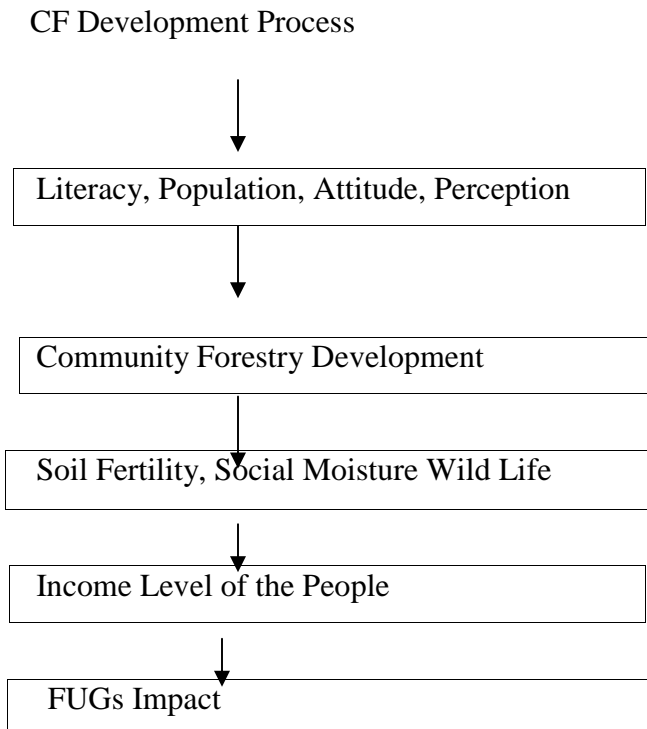 CF Development Process
Literacy, Population, Attitude, Perception
Community Forestry Development
Soil Fertility, Social Moisture Wild Life
Income Level of the People
FUGs Impact